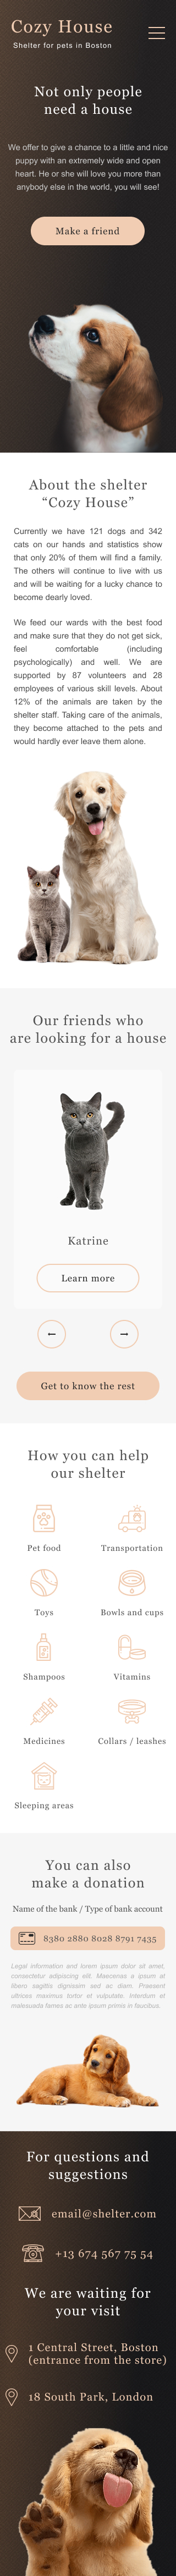 Cozy House
Shelter for pets in Boston
Not only people
need a house
We offer to give a chance to a little and nice
puppy with an extremely wide and open
heart. He or she will love you more than
anybody else in the world, you will see!
Make a friend
About the shelter
“Cozy House”
Currently we have 121 dogs and 342
cats on our hands and statistics show
that only 20% of them will find a family.
The others will continue to live with us
and will be waiting for a lucky chance to
become dearly loved.
We feed our wards with the best food
and make sure that they do not get sick,
feel comfortable (including
psychologically) and well. We are
supported by 87 volunteers and 28
employees of various skill levels. About
12% of the animals are taken by the
shelter staff. Taking care of the animals,
they become attached to the pets and
would hardly ever leave them alone.
Our friends who
are looking for a house
Katrine
Learn more
Get to know the rest
How you can help
our shelter
Pet food
Transportation
Toys
Bowls and cups
Shampoos
Vitamins
Medicines
Collars / leashes
Sleeping areas
You can also
make a donation
Name of the bank / Type of bank account
8380 2880 8028 8791 7435
Legal information and lorem ipsum dolor sit amet,
consectetur adipiscing elit. Maecenas a ipsum at
libero sagittis dignissim sed ac diam. Praesent
ultrices maximus tortor et vulputate. Interdum et
malesuada fames ac ante ipsum primis in faucibus.
For questions and
suggestions
email@shelter.com
+13 674 567 75 54
We are waiting for
your visit
1 Central Street, Boston
(entrance from the store)
18 South Park, London